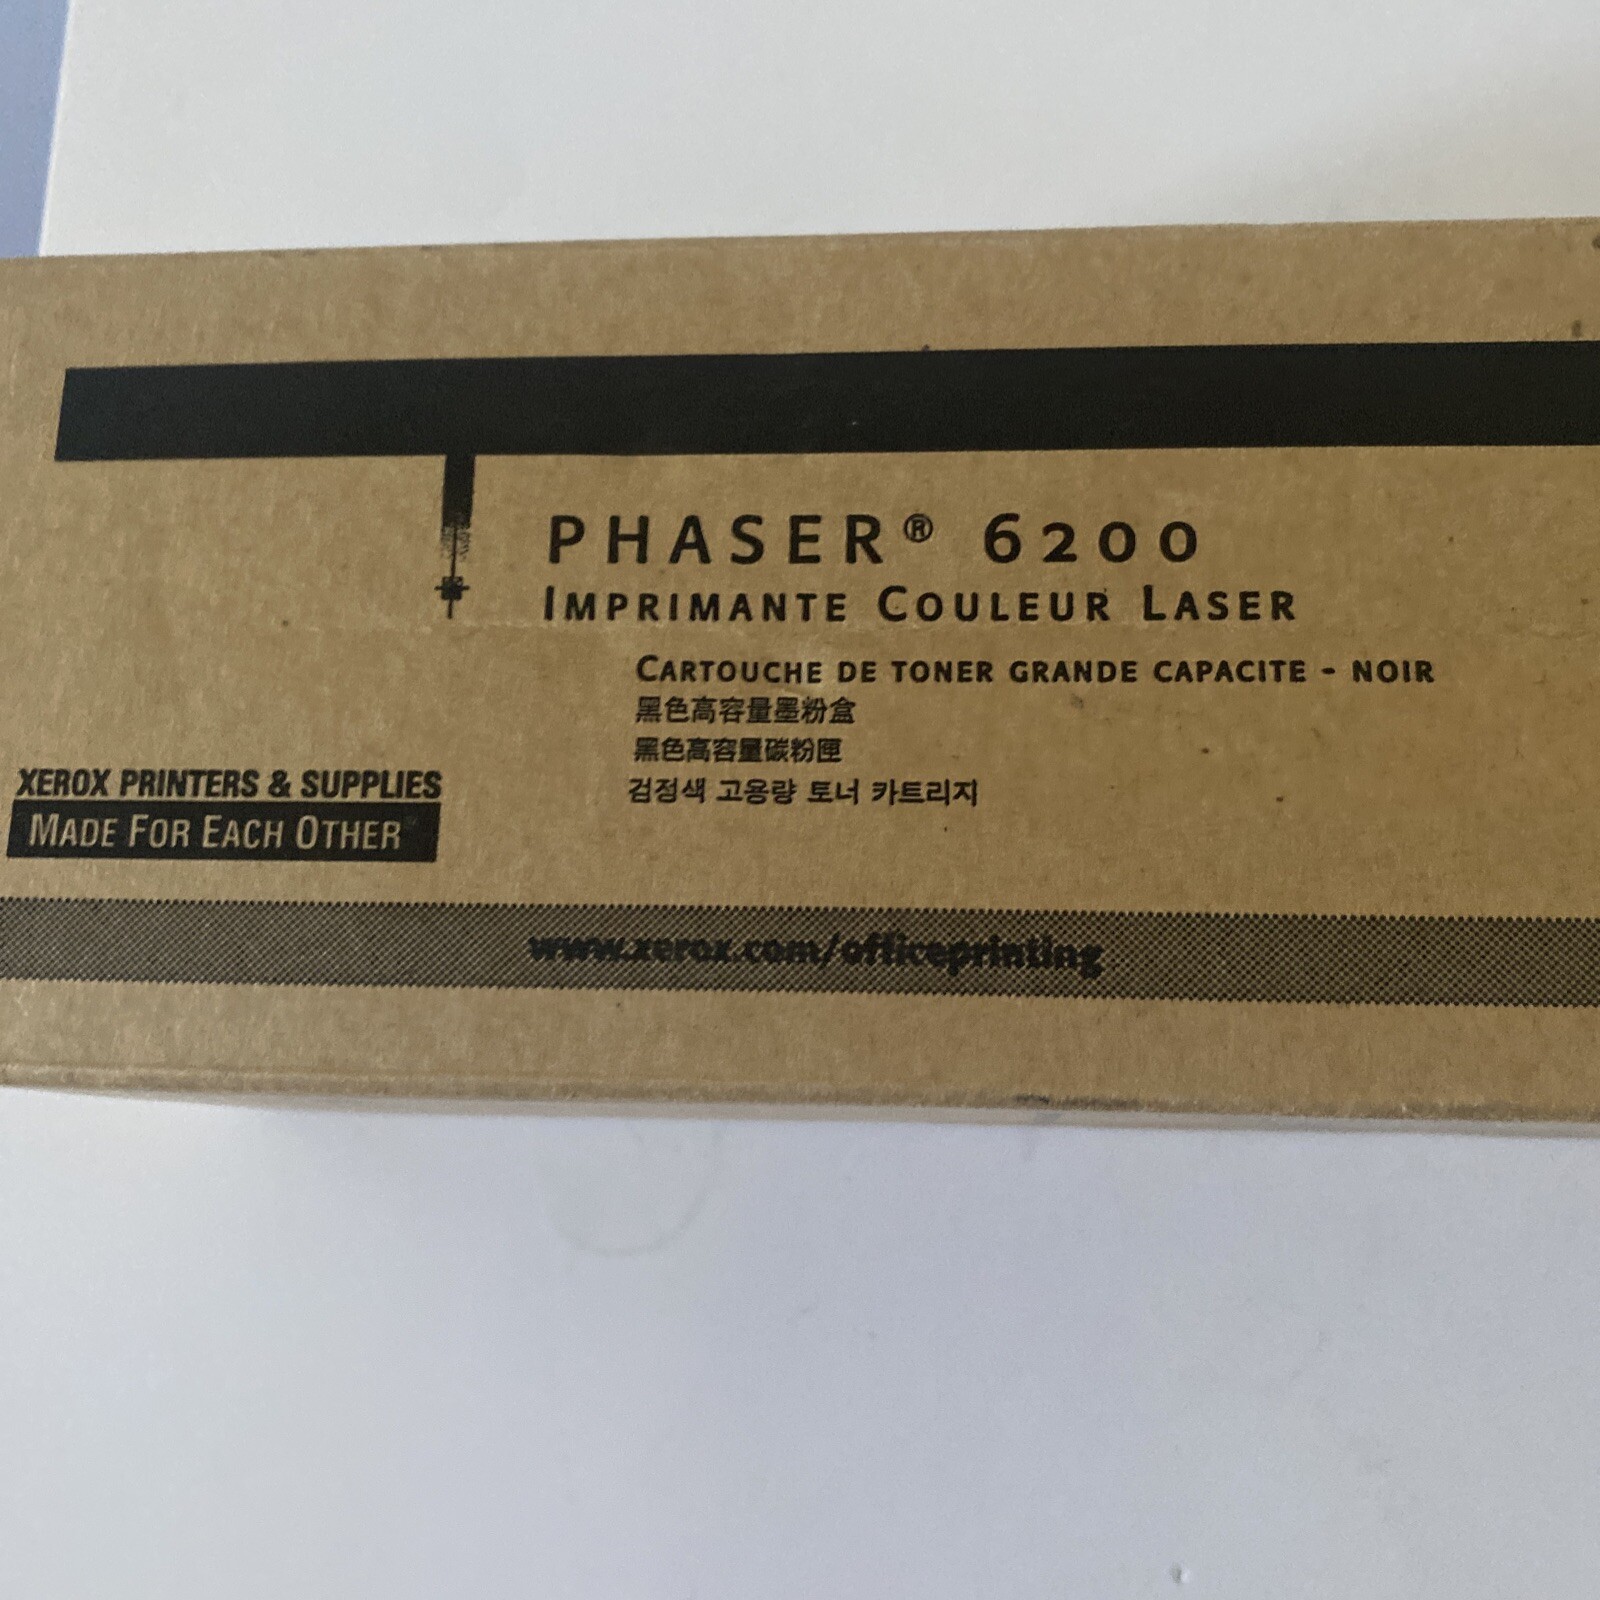 PHASER® 6200
IMPRIMANTE COULEUR LASER
CARTOUCHE DE TONER GRANDE CAPACITE - NOIR
黑色高容量墨粉盒
黑色高容量碳粉匣
검정색 고용량 토너 카트리지
XEROX PRINTERS & SUPPLIES
MADE FOR EACH OTHER
www.xerox.com/officeprinting